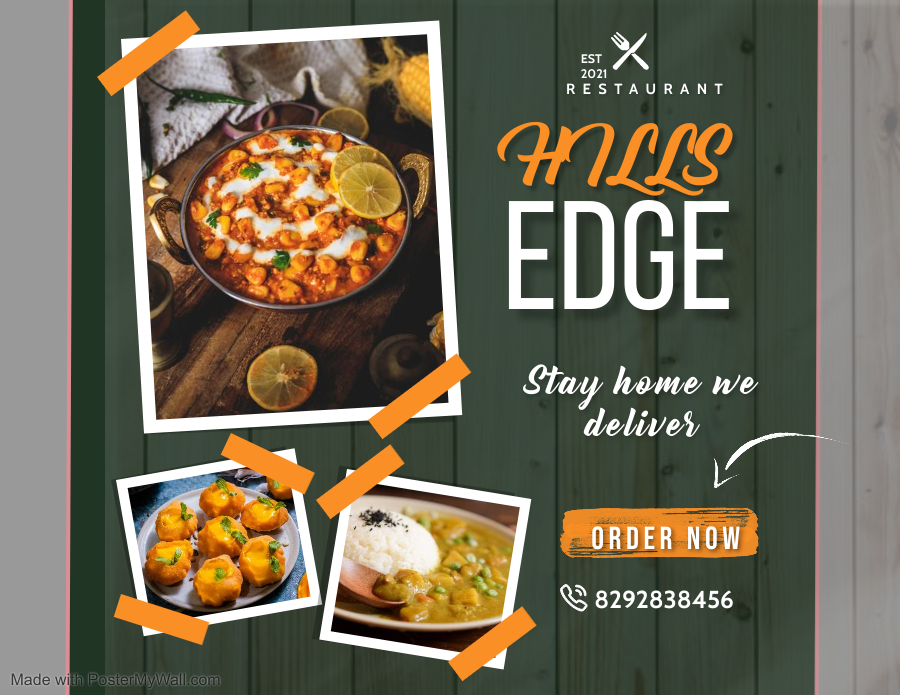 EST
2021
RESTAURANT
HILLS
EDGE
Stay home we
deliver
ORDER NOW
8292838456
Made with PosterMyWall.com